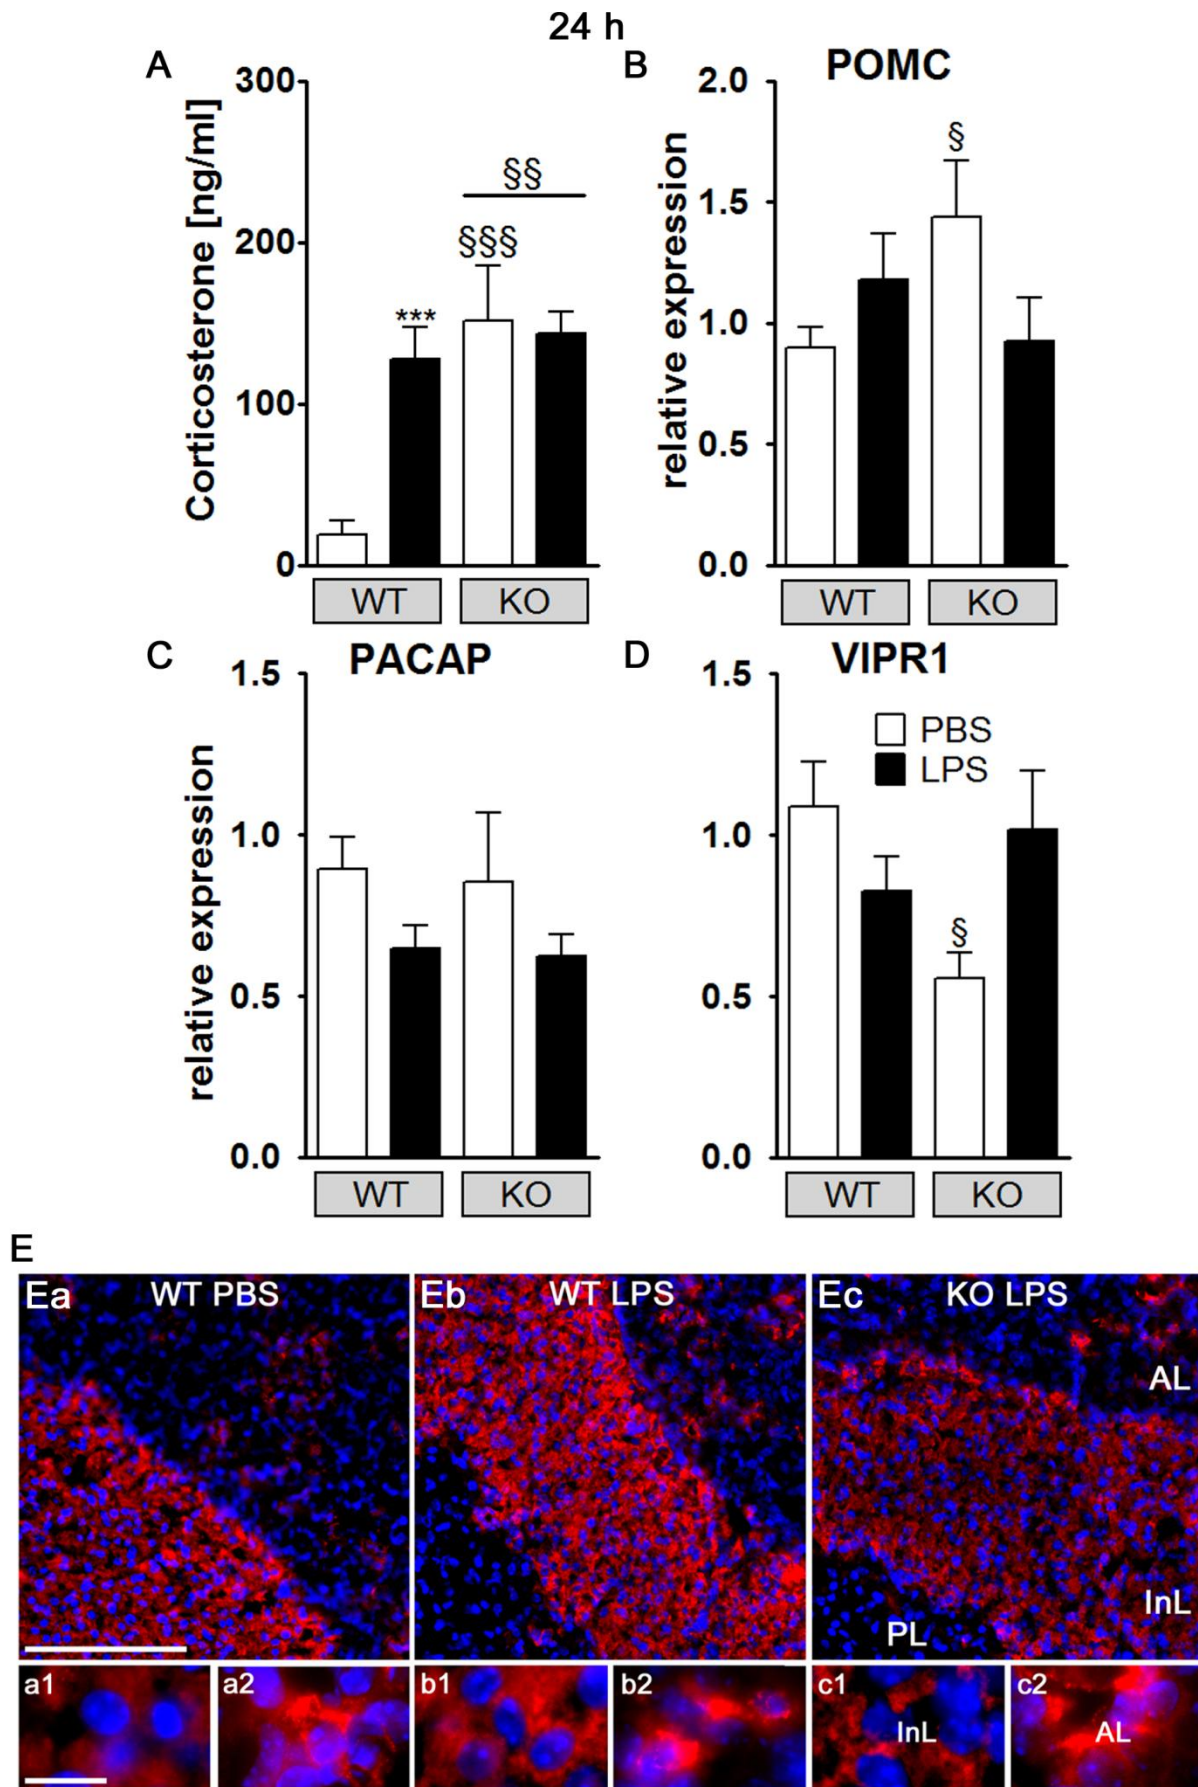 24 h
A
B
POMC
Corticosterone [ng/ml]
300
200
100
0
***
§§§
§§
WT
KO
relative expression
2.0
1.5
1.0
0.5
0.0
§
WT
KO
C
PACAP
D
VIPR1
relative expression
1.5
1.0
0.5
0.0
WT
KO
1.5
1.0
0.5
0.0
PBS
LPS
§
WT
KO
E
Ea WT PBS
Eb WT LPS
Ec KO LPS
AL
InL
PL
a1
a2
b1
b2
c1
InL
c2
AL